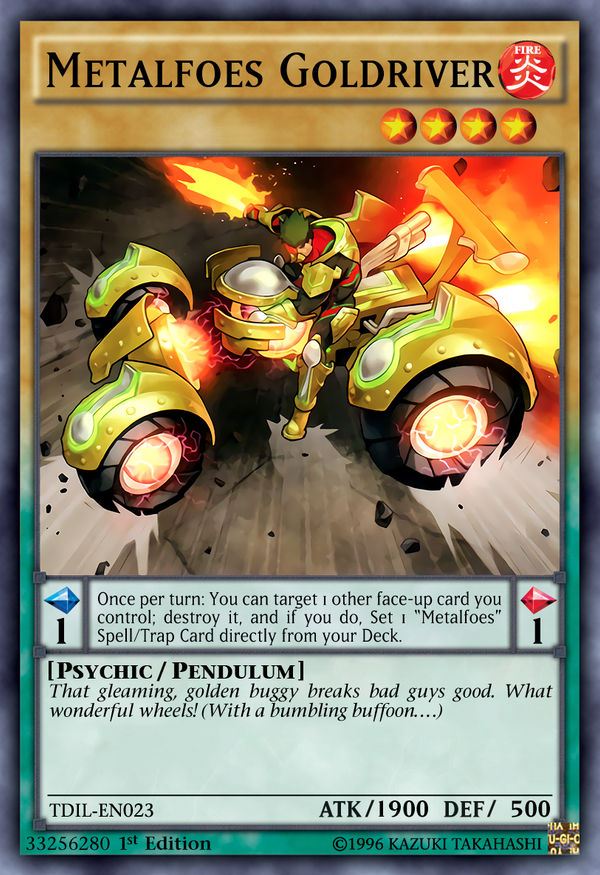 METALFOES GOLDRIVER
FIRE
炎
Once per turn: You can target 1 other face-up card you
control; destroy it, and if you do, Set 1 “Metalfoes”
Spell/Trap Card directly from your Deck.
1
1
[PSYCHIC / PENDULUM]
That gleaming, golden buggy breaks bad guys good. What
wonderful wheels! (With a bumbling buffoon....)
TDIL-EN023
ATK/1900 DEF/ 500
33256280 1st Edition
©1996 KAZUKI TAKAHASHI